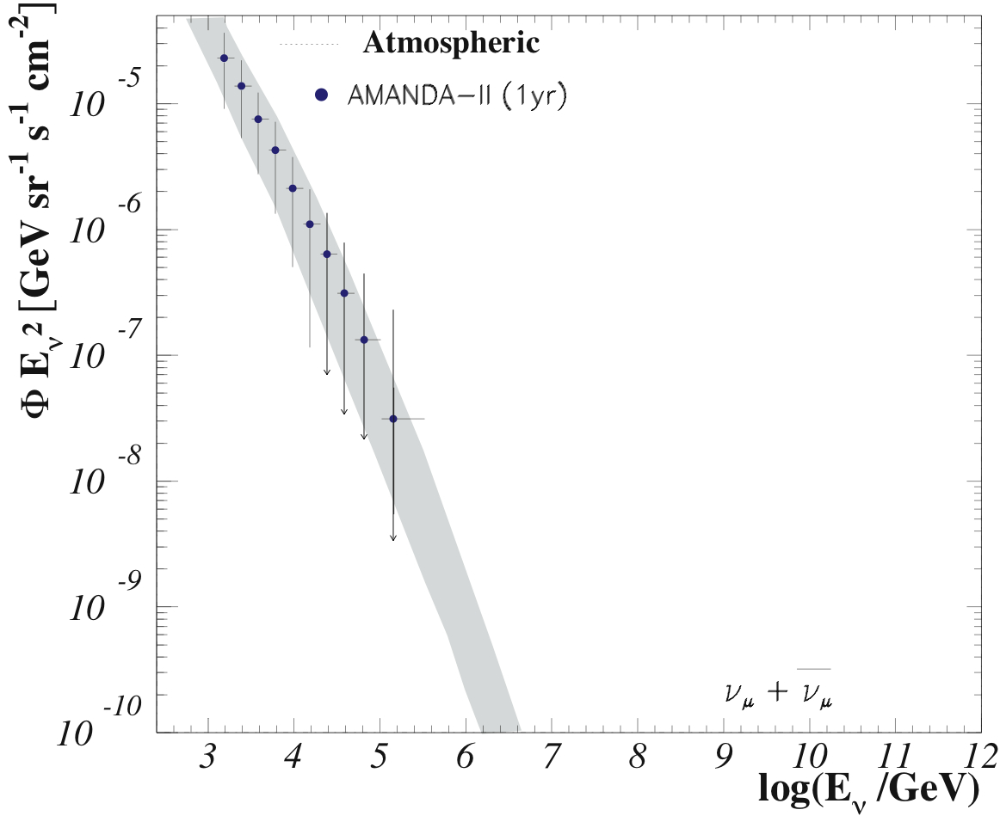 Atmospheric
AMANDA-II (1yr)
Φ E_ν^2 [GeV sr^-1 s^-1 cm^-2]
10^-5
10^-6
10^-7
10^-8
10^-9
10^-10
ν_μ + ν̅_μ
3 4 5 6 7 8 9 10 11 12
log(E_ν /GeV)